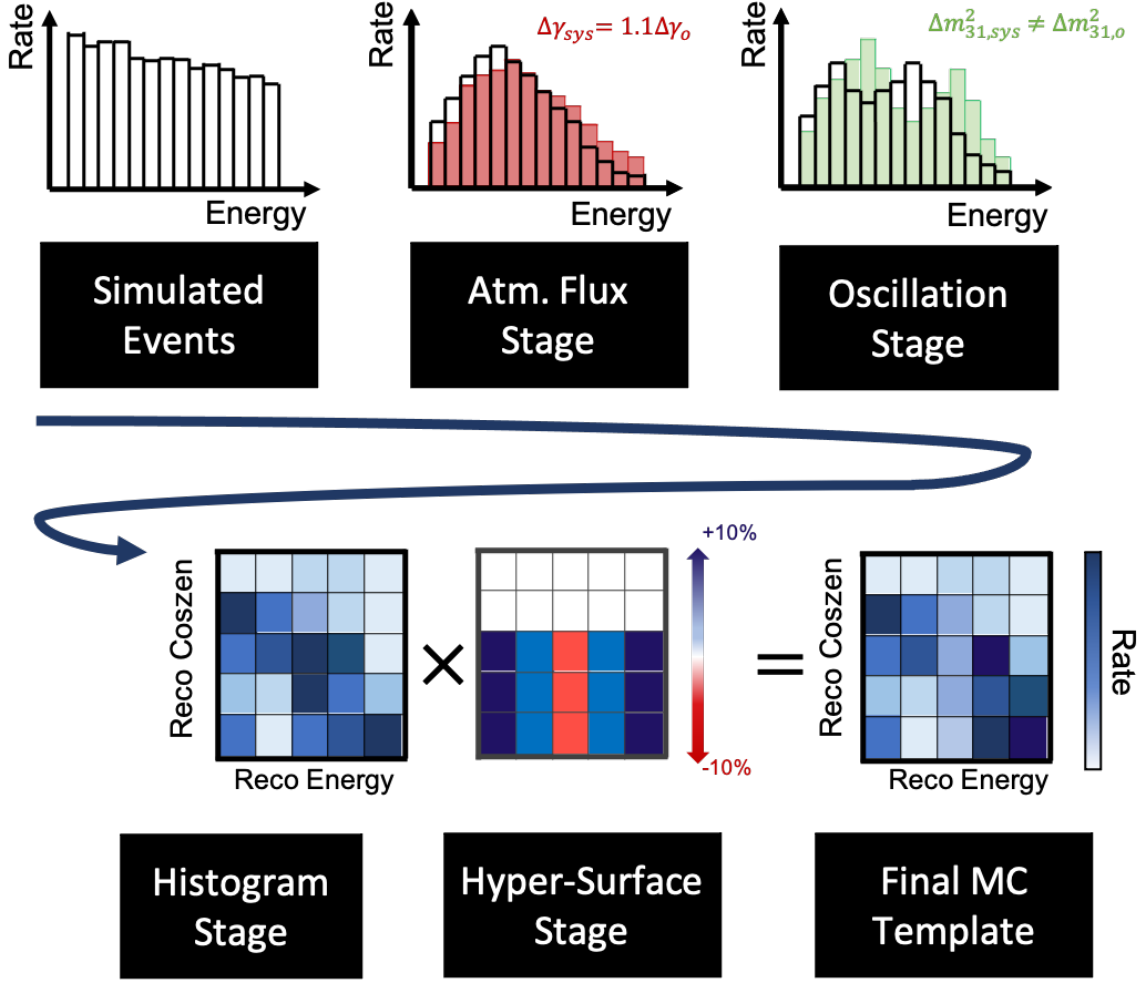 Rate
Energy
Simulated
Events
Rate
Δγsys= 1.1Δγo
Energy
Atm. Flux
Stage
Rate
Δm²31,sys ≠ Δm²31,o
Energy
Oscillation
Stage
Reco Coszen
Reco Energy
×
+10%
-10%
=
Reco Coszen
Reco Energy
Rate
Histogram
Stage
Hyper-Surface
Stage
Final MC
Template